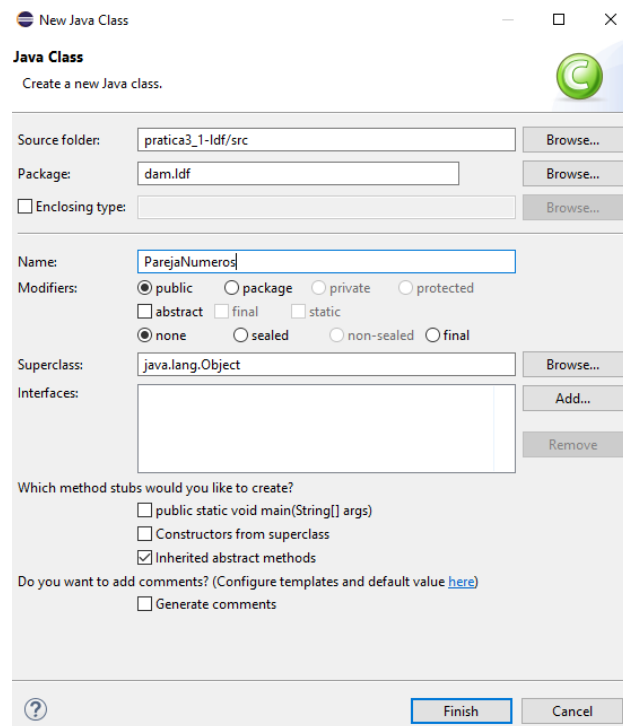 New Java Class
Java Class
Create a new Java class.
C
Source folder: pratica3_1-ldf/src Browse...
Package: dam.ldf Browse...
Enclosing type: Browse...
Name: ParejaNumeros
Modifiers: public package private protected
abstract final static
none sealed non-sealed final
Superclass: java.lang.Object Browse...
Interfaces: Add...
Remove
Which method stubs would you like to create?
public static void main(String[] args)
Constructors from superclass
Inherited abstract methods
Do you want to add comments? (Configure templates and default value here)
Generate comments
? Finish Cancel